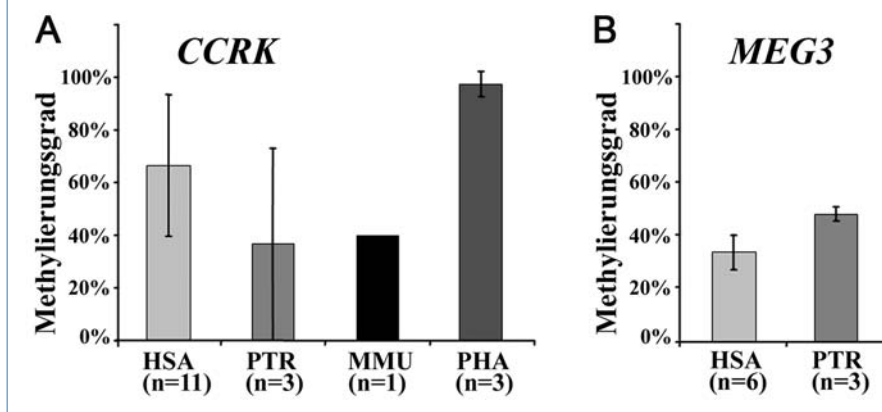 A
CCRK
Methylierungsgrad
100%
80%
60%
40%
20%
0%
HSA PTR MMU PHA
(n=11) (n=3) (n=1) (n=3)
B
MEG3
Methylierungsgrad
100%
80%
60%
40%
20%
0%
HSA PTR
(n=6) (n=3)